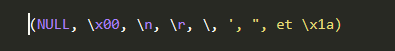 (NULL, \x00, \n, \r, \, ', ", et \x1a)